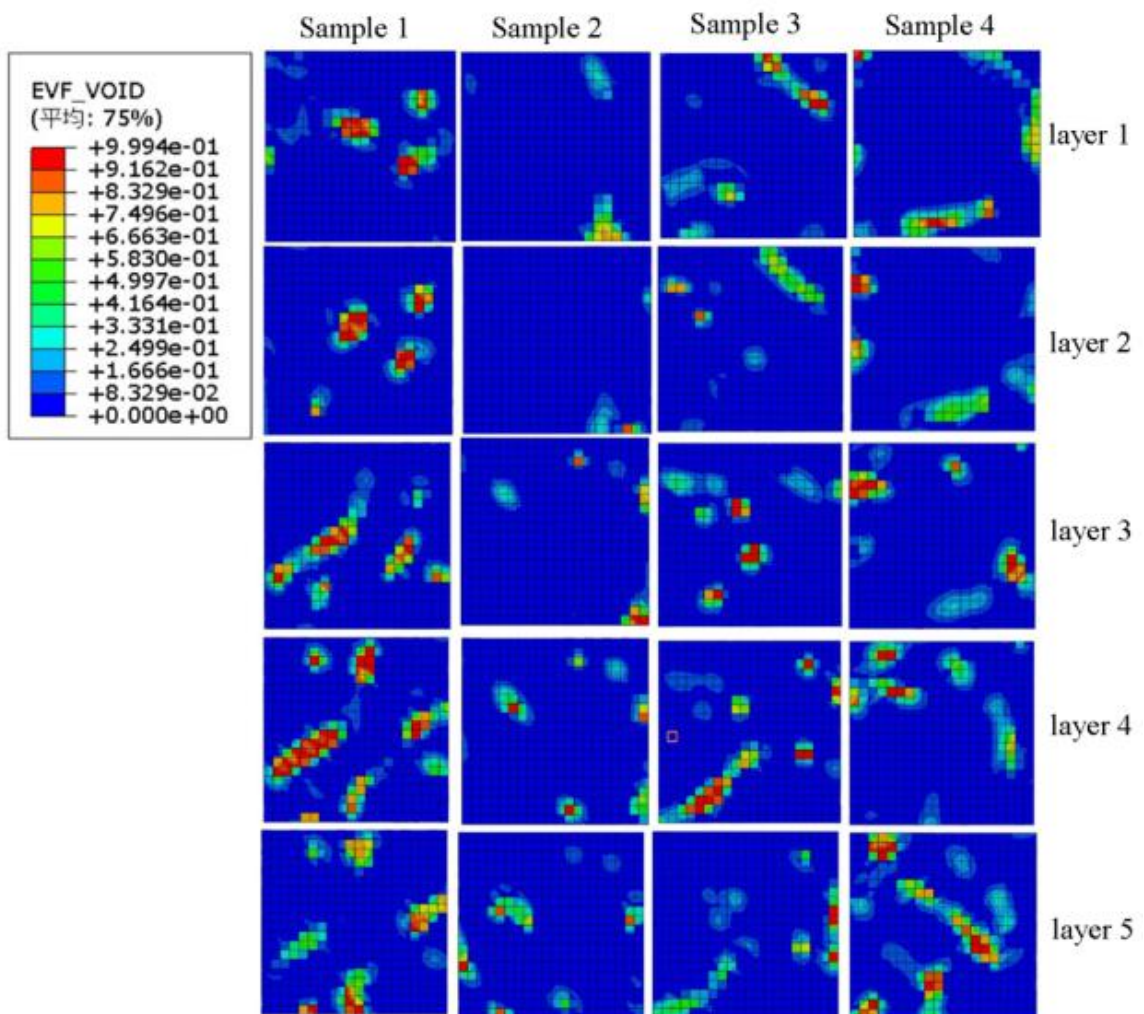 Sample 1 Sample 2 Sample 3 Sample 4
EVF_VOID
(平均: 75%)
+9.994e-01
+9.162e-01
+8.329e-01
+7.496e-01
+6.663e-01
+5.830e-01
+4.997e-01
+4.164e-01
+3.331e-01
+2.499e-01
+1.666e-01
+8.329e-02
+0.000e+00
layer 1
layer 2
layer 3
layer 4
layer 5